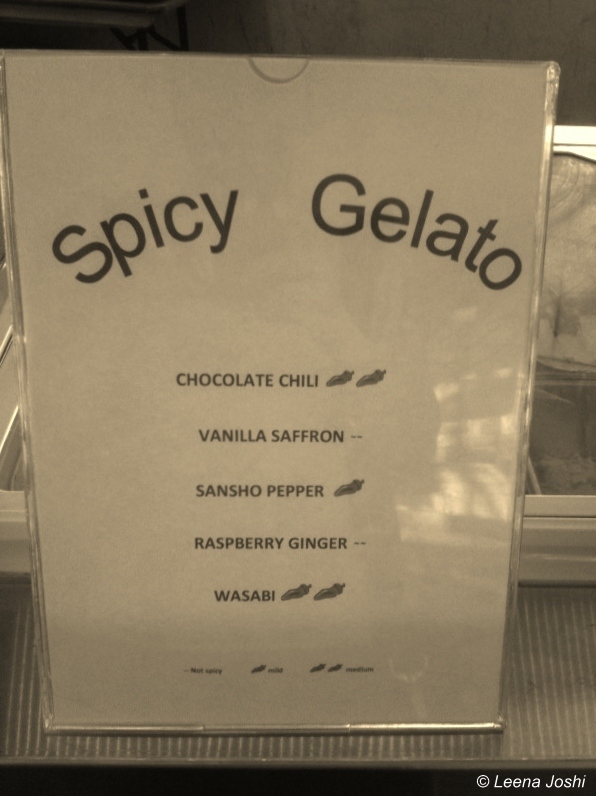 Spicy Gelato
CHOCOLATE CHILI
VANILLA SAFFRON --
SANSHO PEPPER
RASPBERRY GINGER --
WASABI
-- Not spicy mild medium
© Leena Joshi